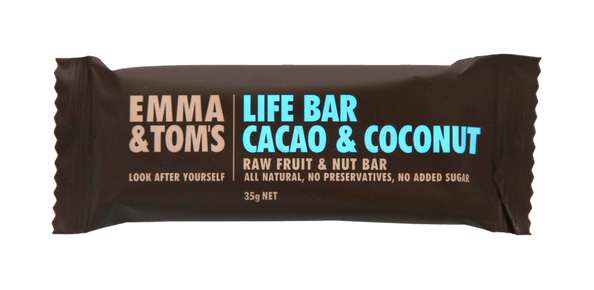 EMMA
&TOM'S
LOOK AFTER YOURSELF
LIFE BAR
CACAO & COCONUT
RAW FRUIT & NUT BAR
ALL NATURAL, NO PRESERVATIVES, NO ADDED SUGAR
35g NET